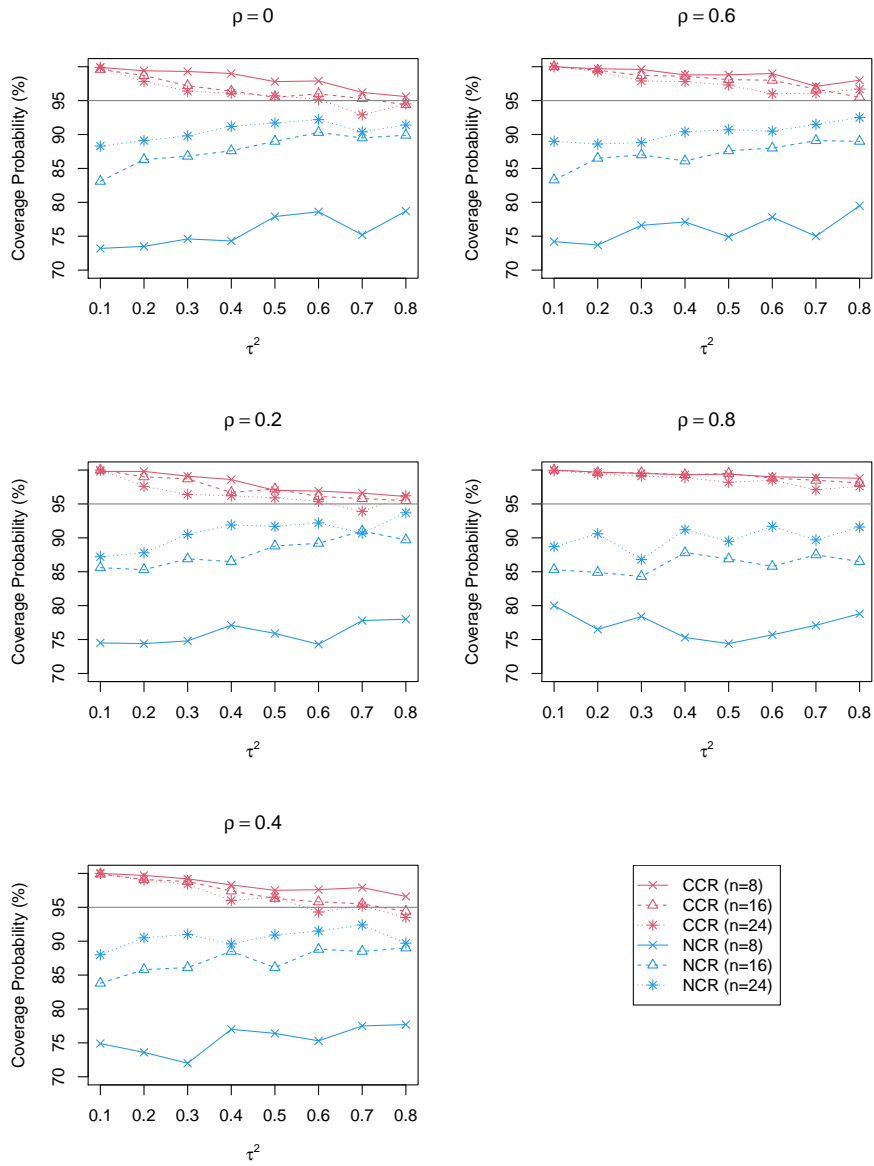 ρ = 0
Coverage Probability (%)
95
90
85
80
75
70
0.1 0.2 0.3 0.4 0.5 0.6 0.7 0.8
τ²
ρ = 0.6
Coverage Probability (%)
95
90
85
80
75
70
0.1 0.2 0.3 0.4 0.5 0.6 0.7 0.8
τ²
ρ = 0.2
Coverage Probability (%)
95
90
85
80
75
70
0.1 0.2 0.3 0.4 0.5 0.6 0.7 0.8
τ²
ρ = 0.8
Coverage Probability (%)
95
90
85
80
75
70
0.1 0.2 0.3 0.4 0.5 0.6 0.7 0.8
τ²
ρ = 0.4
Coverage Probability (%)
95
90
85
80
75
70
0.1 0.2 0.3 0.4 0.5 0.6 0.7 0.8
τ²
CCR (n=8)
CCR (n=16)
CCR (n=24)
NCR (n=8)
NCR (n=16)
NCR (n=24)